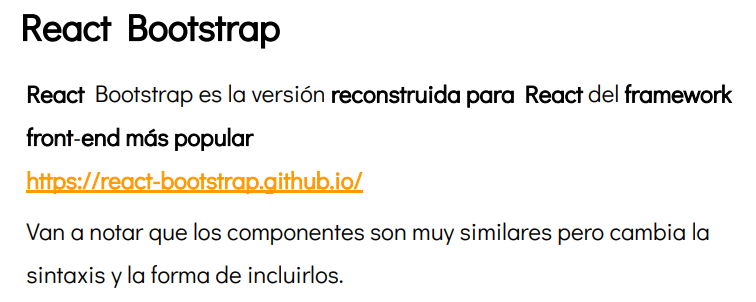 React Bootstrap
React Bootstrap es la versión reconstruida para React del framework
front-end más popular
https://react-bootstrap.github.io/
Van a notar que los componentes son muy similares pero cambia la
sintaxis y la forma de incluirlos.